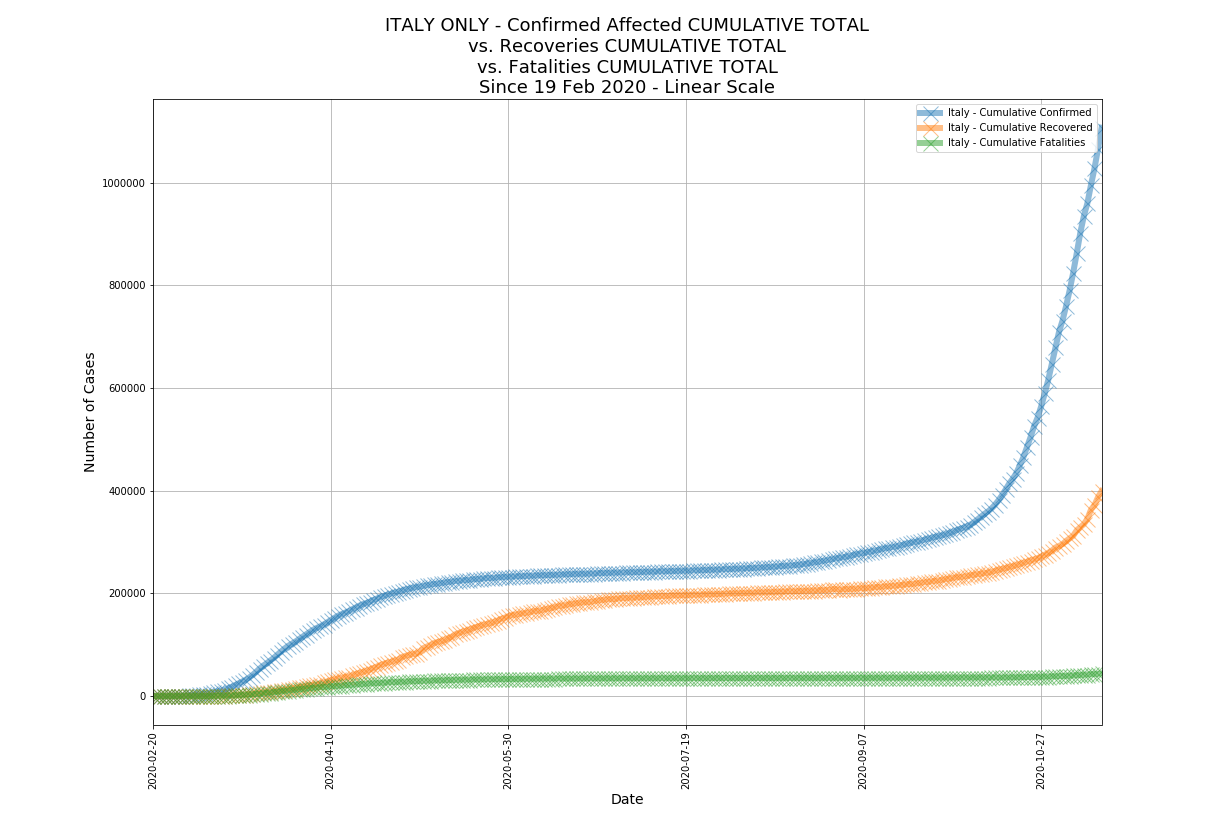 ITALY ONLY - Confirmed Affected CUMULATIVE TOTAL
vs. Recoveries CUMULATIVE TOTAL
vs. Fatalities CUMULATIVE TOTAL
Since 19 Feb 2020 - Linear Scale
Italy - Cumulative Confirmed
Italy - Cumulative Recovered
Italy - Cumulative Fatalities
1000000
800000
600000
400000
200000
0
Number of Cases
2020-02-20
2020-04-10
2020-05-30
2020-07-19
2020-09-07
2020-10-27
Date